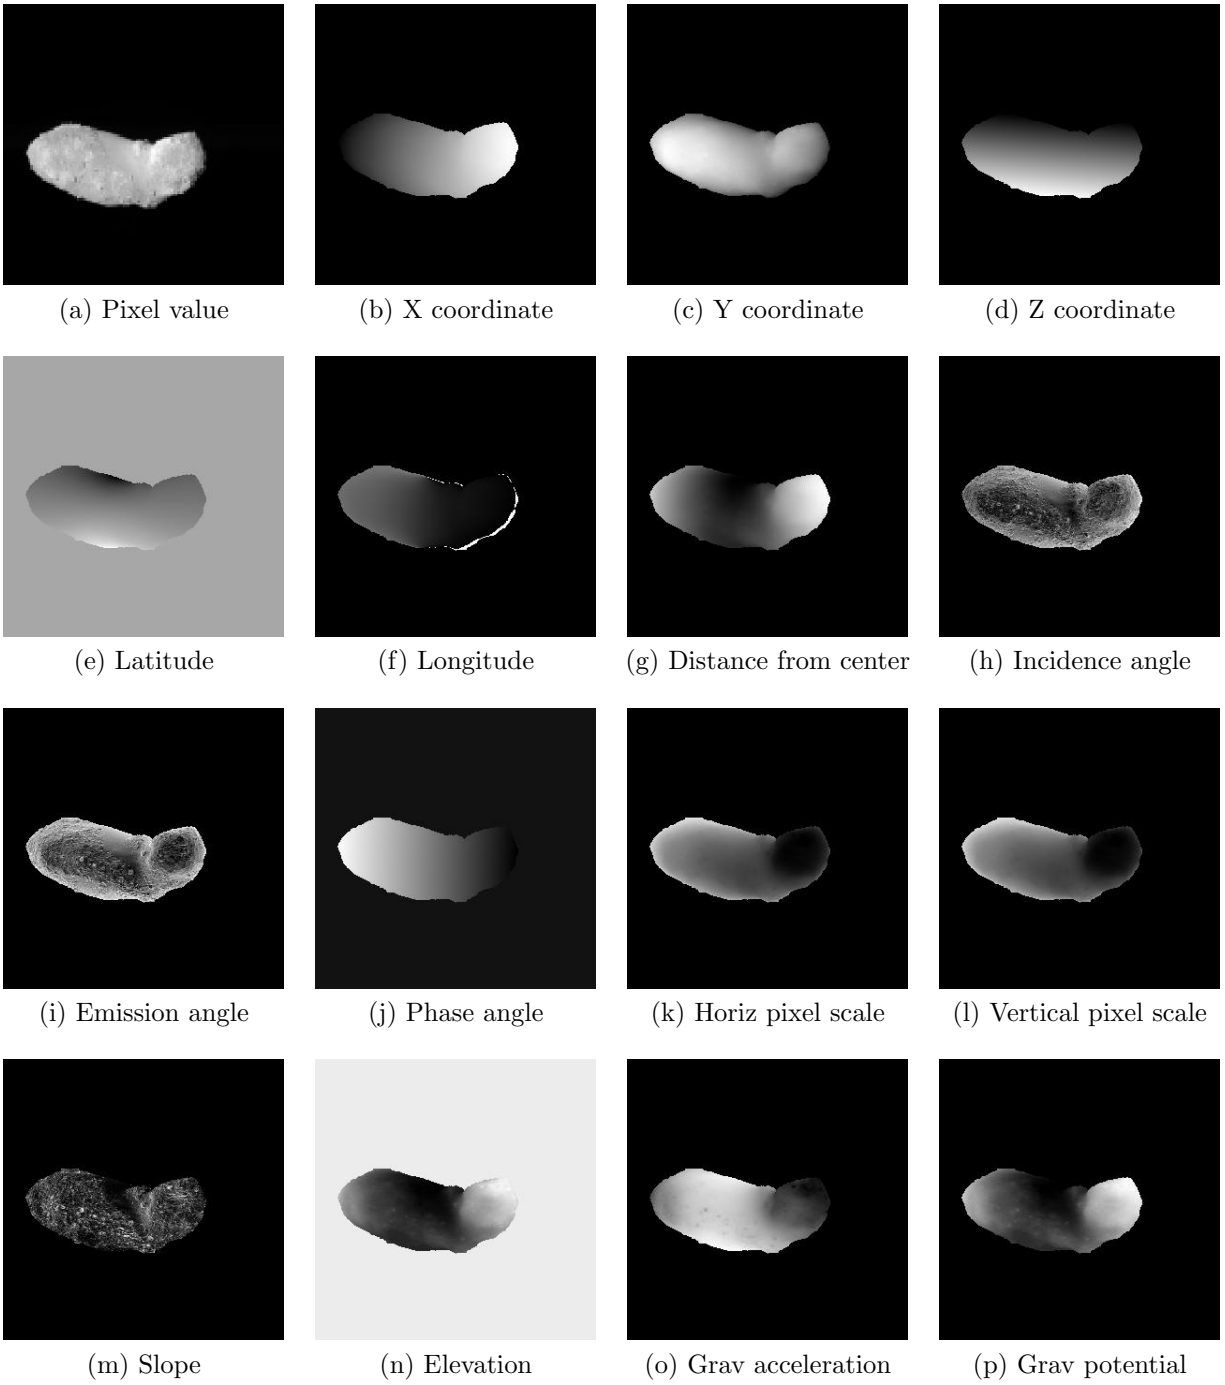 (a) Pixel value
(b) X coordinate
(c) Y coordinate
(d) Z coordinate
(e) Latitude
(f) Longitude
(g) Distance from center
(h) Incidence angle
(i) Emission angle
(j) Phase angle
(k) Horiz pixel scale
(l) Vertical pixel scale
(m) Slope
(n) Elevation
(o) Grav acceleration
(p) Grav potential